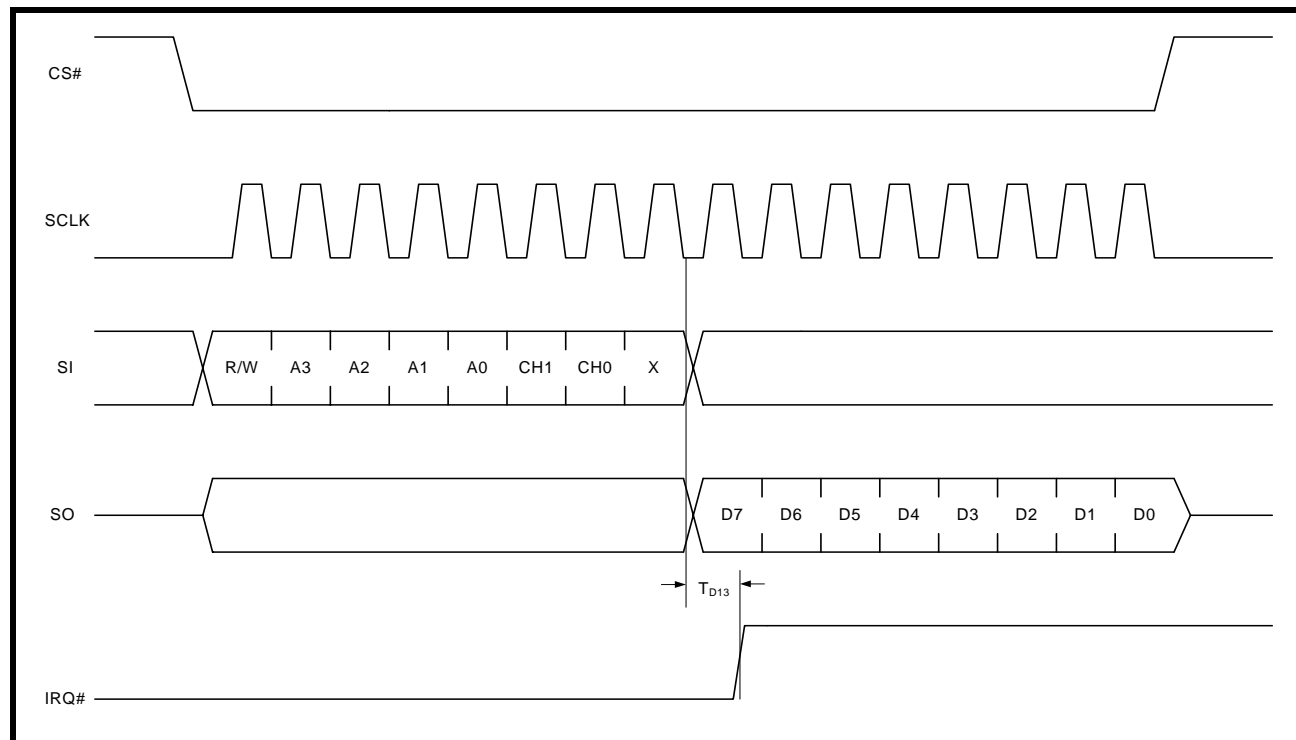 CS#
SCLK
SI R/W A3 A2 A1 A0 CH1 CH0 X
SO D7 D6 D5 D4 D3 D2 D1 D0
TD13
IRQ#